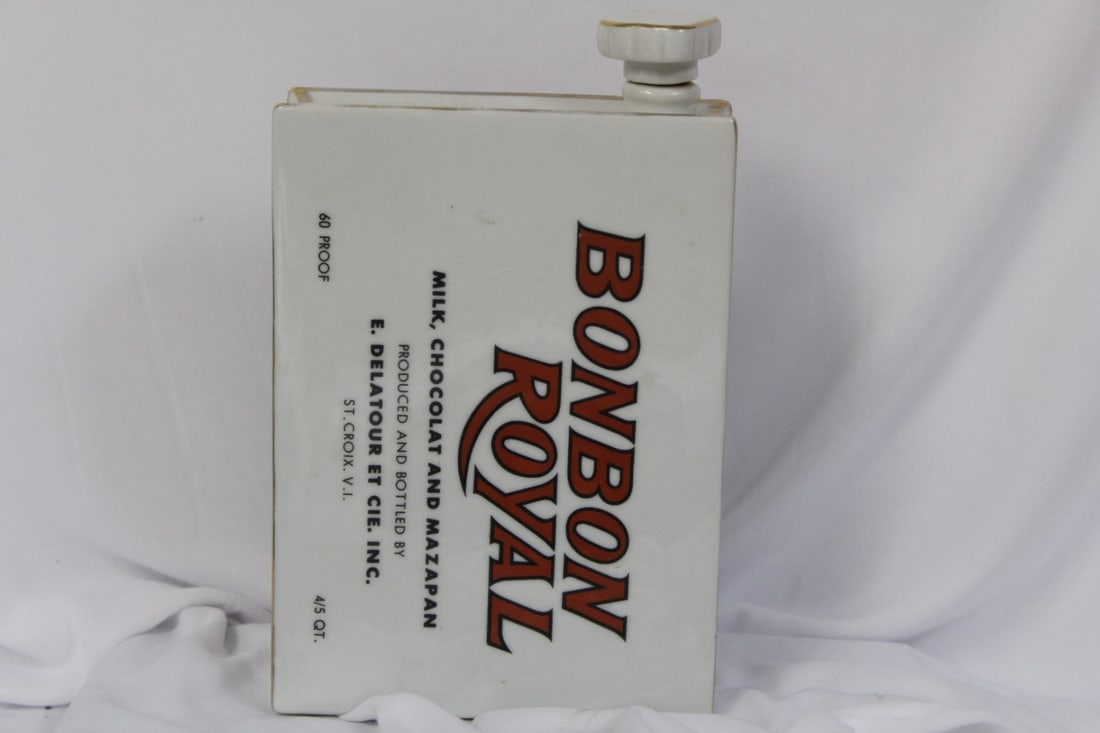 BONBON
ROYAL
MILK, CHOCOLAT AND MAZAPAN
PRODUCED AND BOTTLED BY
E. DELATOUR ET CIE. INC.
ST. CROIX. V.I.
60 PROOF
4/5 QT.